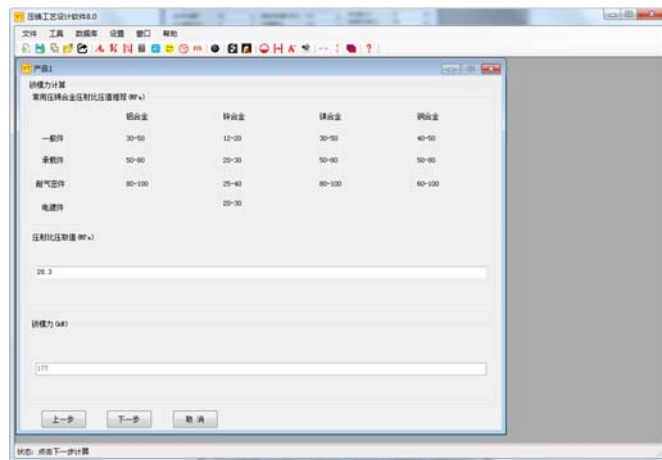 压铸工艺设计软件8.0
文件 工具 数据库 设置 窗口 帮助
产品1
锁模力计算
常用压铸合金压射比压值推荐(MPa)
铝合金 锌合金 镁合金 铜合金
一般件 30-50 12-20 30-50 40-50
承载件 50-80 20-30 50-80 50-80
耐气密件 80-100 25-40 80-100 60-100
电镀件 20-30
压射比压取值(MPa)
28.3
锁模力(kN)
177
上一步 下一步 取消
状态: 点击下一步计算